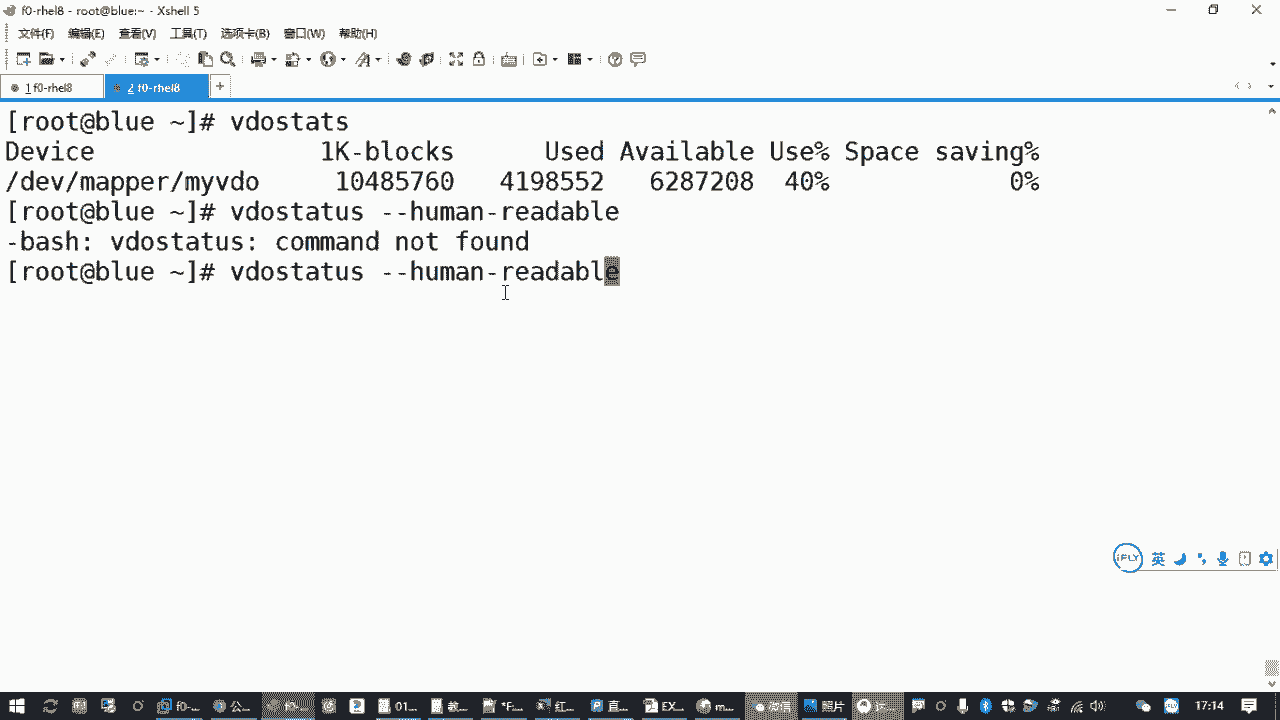 f0-rhel8 - root@blue:~ - Xshell 5
文件(F) 编辑(E) 查看(V) 工具(T) 选项卡(B) 窗口(W) 帮助(H)
1 f0-rhel8 2 f0-rhel8 +
[root@blue ~]# vdostats
Device 1K-blocks Used Available Use% Space saving%
/dev/mapper/myvdo 10485760 4198552 6287208 40% 0%
[root@blue ~]# vdostatus --human-readable
-bash: vdostatus: command not found
[root@blue ~]# vdostatus --human-readable
iFLY 英
f0-... 公... 01... 教... *F... 红... 直... EX... m... 微信 照片 17:14